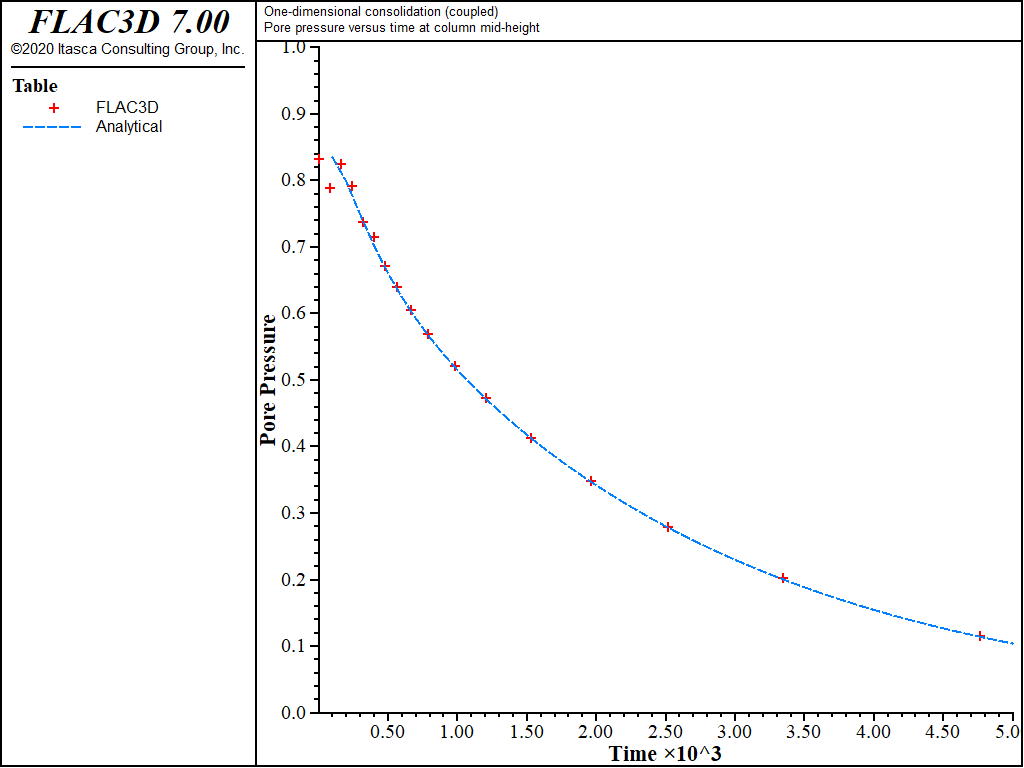 FLAC3D 7.00
©2020 Itasca Consulting Group, Inc.
Table
FLAC3D
Analytical
One-dimensional consolidation (coupled)
Pore pressure versus time at column mid-height
1.0
0.9
0.8
0.7
0.6
0.5
0.4
0.3
0.2
0.1
0.0
Pore Pressure
0.50 1.00 1.50 2.00 2.50 3.00 3.50 4.00 4.50 5.0
Time ×10^3